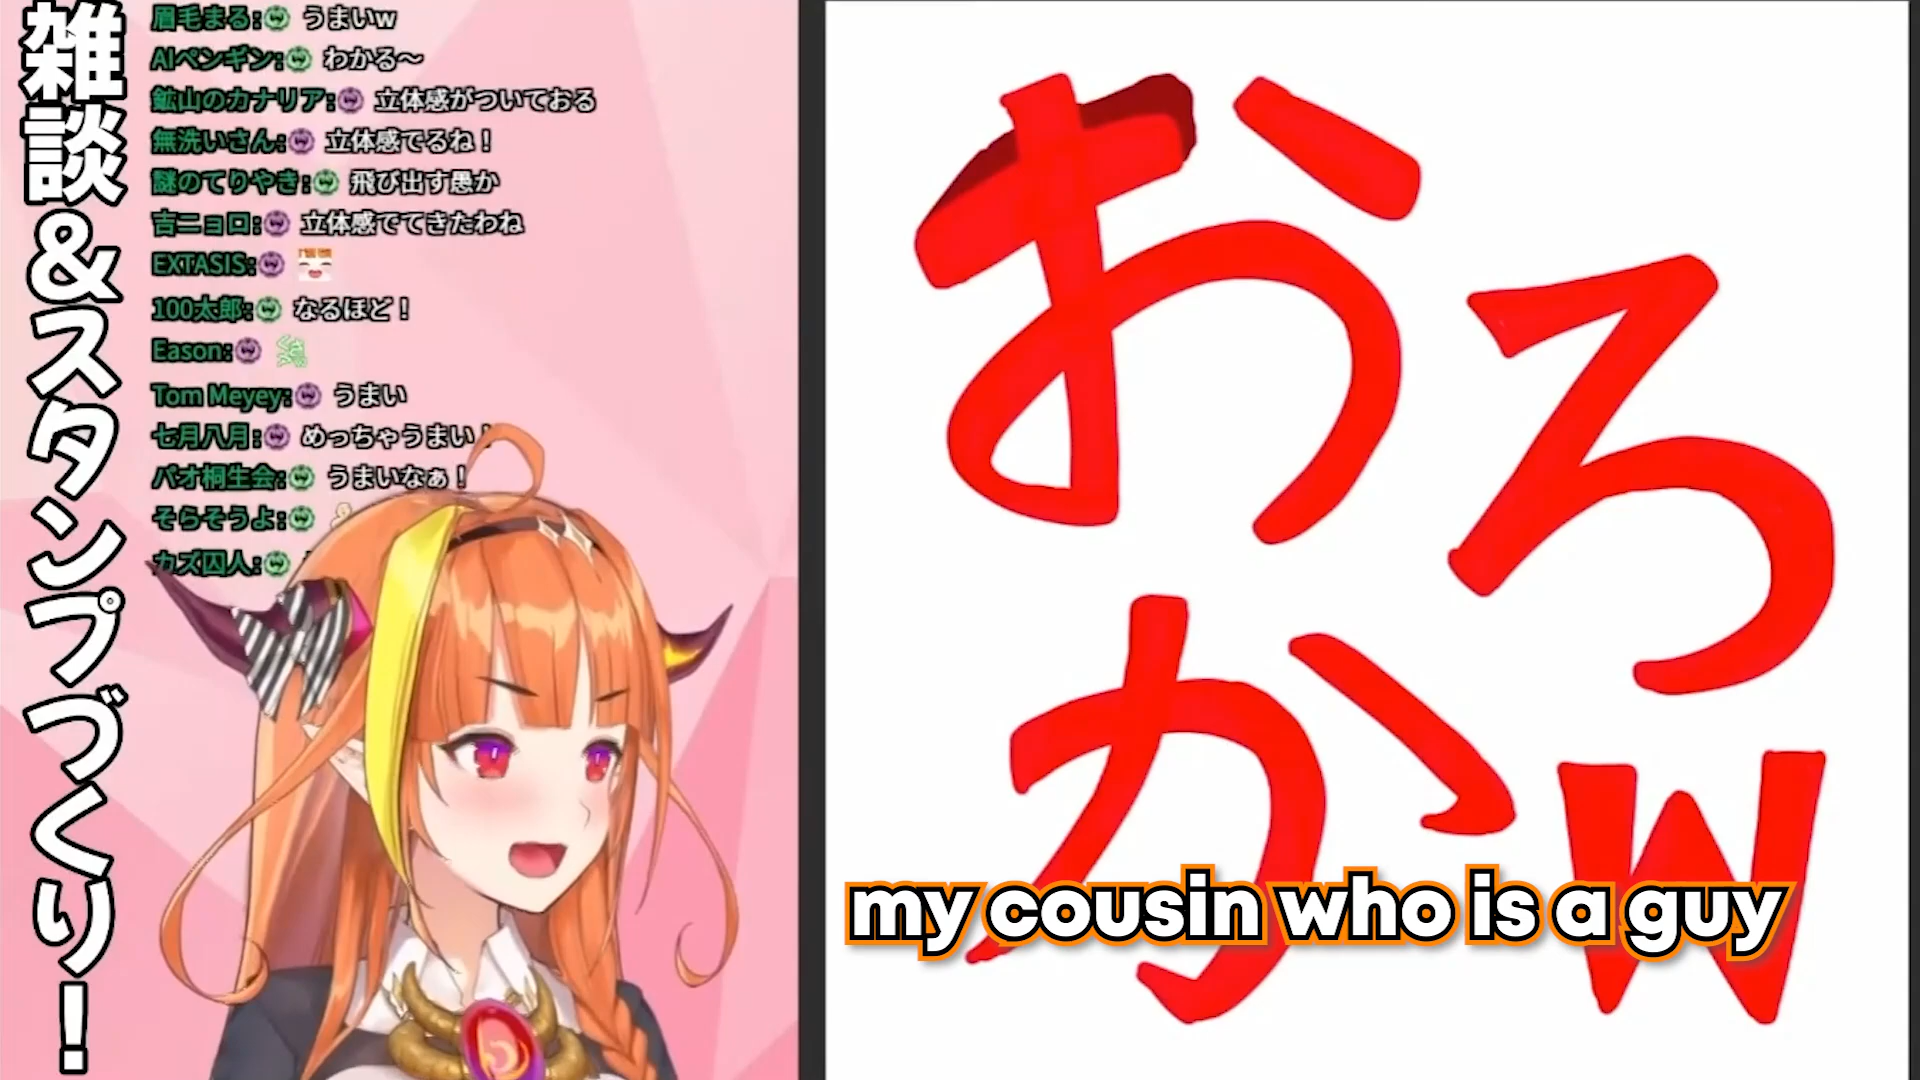 雑談&スタンプづくり!
眉毛まる: うまいw
AIペンギン: わかる〜
鉱山のカナリア: 立体感がついておる
無洗いさん: 立体感でるね!
謎のてりやき: 飛び出す愚か
吉ニョロ: 立体感でてきたわね
EXTASIS:
100太郎: なるほど!
Eason:
Tom Meyey: うまい
七月八月: めっちゃうまい!
パオ桐生会: うまいなぁ!
そらそうよ:
カズ囚人:
おろ
かw
my cousin who is a guy